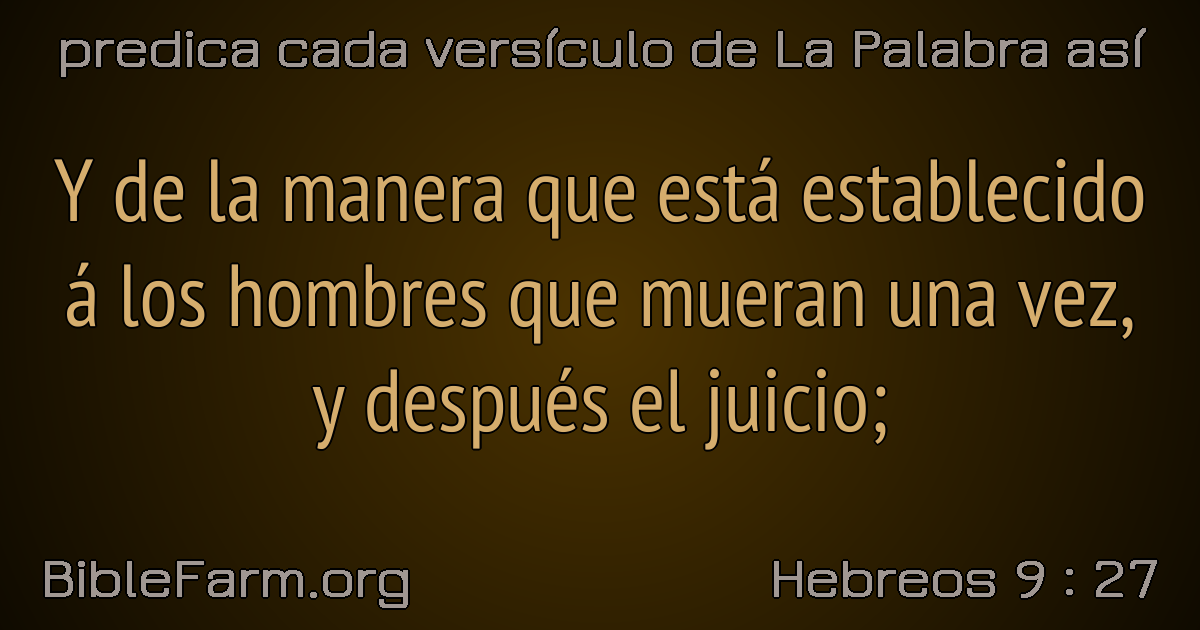 predica cada versículo de La Palabra así
Y de la manera que está establecido
á los hombres que mueran una vez,
y después el juicio;
BibleFarm.org
Hebreos 9 : 27